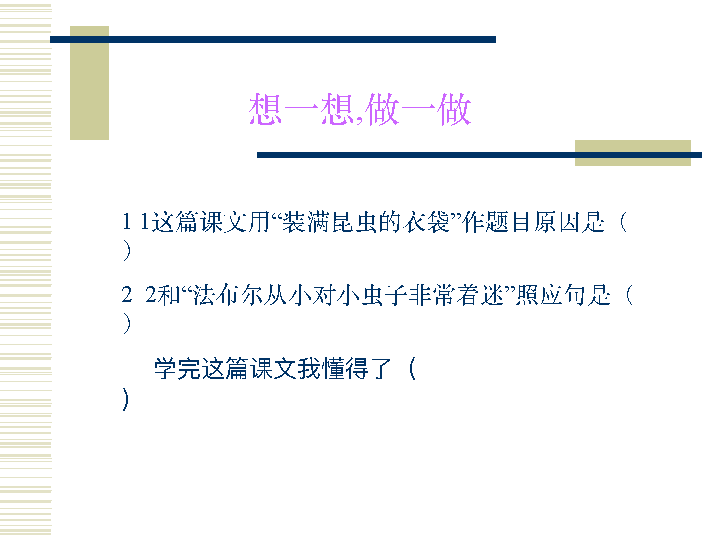 想一想,做一做
1 1这篇课文用“装满昆虫的衣袋”作题目原因是（
）
2 2和“法布尔从小对小虫子非常着迷”照应句是（
）
学完这篇课文我懂得了（
）